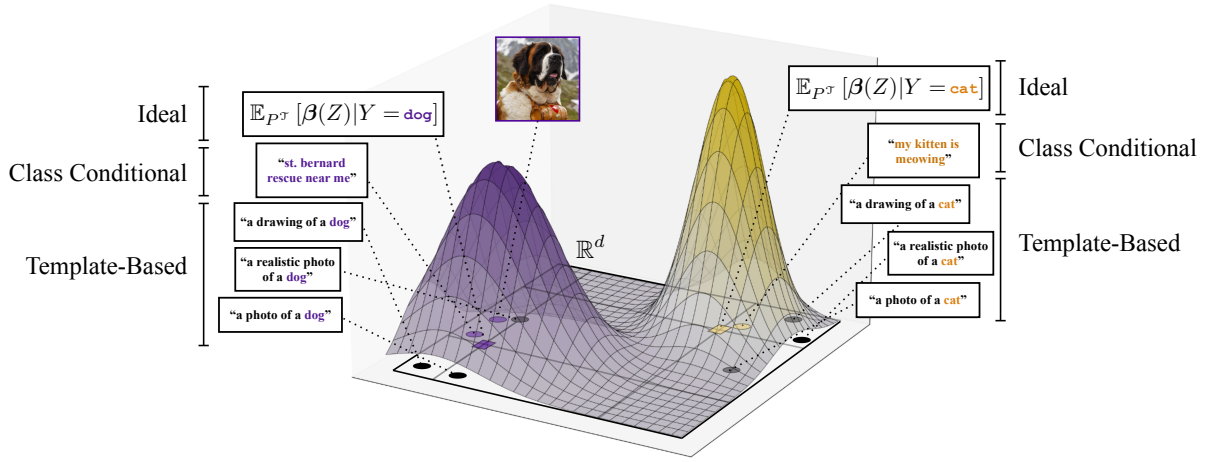 Ideal
Class Conditional
Template-Based
𝔼_{P^𝒯} [β(Z)|Y = dog]
“st. bernard
rescue near me”
“a drawing of a dog”
“a realistic photo
of a dog”
“a photo of a dog”
ℝ^d
𝔼_{P^𝒯} [β(Z)|Y = cat]
“my kitten is
meowing”
“a drawing of a cat”
“a realistic photo
of a cat”
“a photo of a cat”
Ideal
Class Conditional
Template-Based